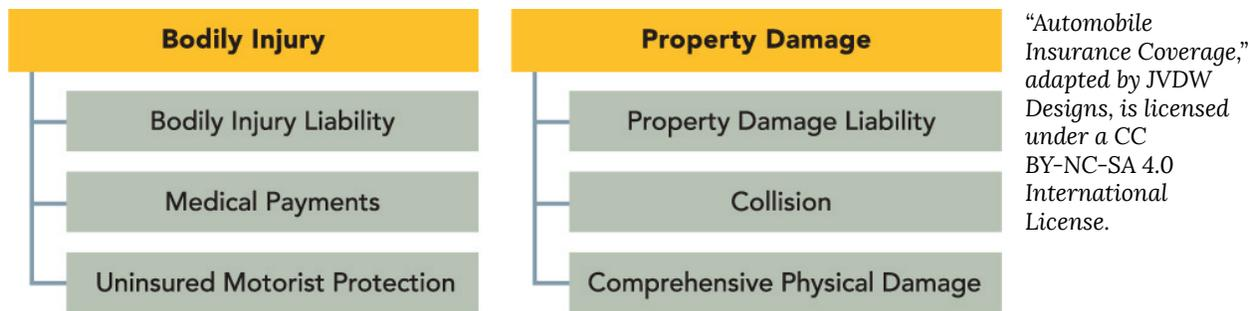 Bodily Injury
Bodily Injury Liability
Medical Payments
Uninsured Motorist Protection
Property Damage
Property Damage Liability
Collision
Comprehensive Physical Damage
“Automobile
Insurance Coverage,”
adapted by JVDW
Designs, is licensed
under a CC
BY-NC-SA 4.0
International
License.